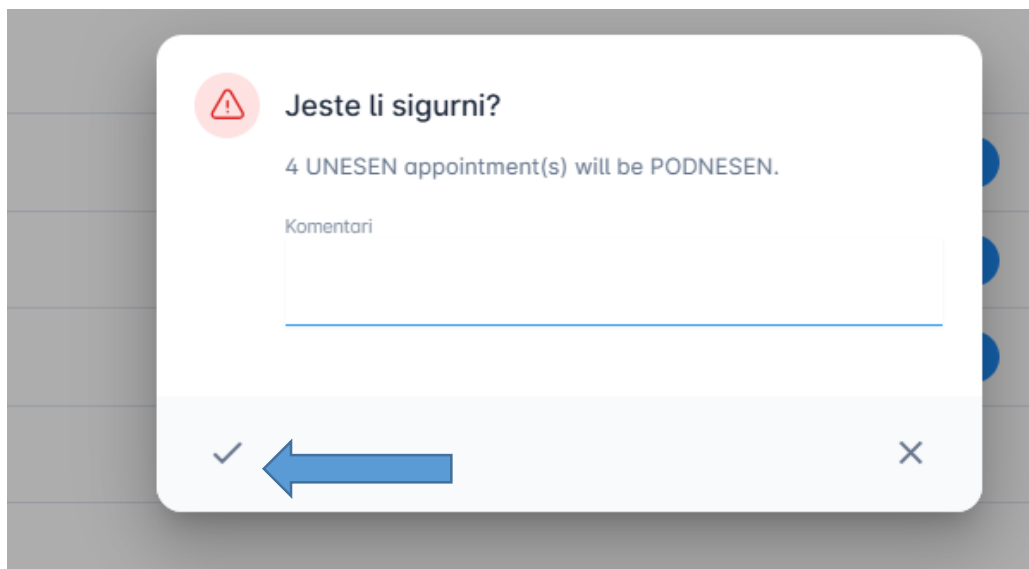 Jeste li sigurni?
4 UNESEN appointment(s) will be PODNESEN.
Komentari